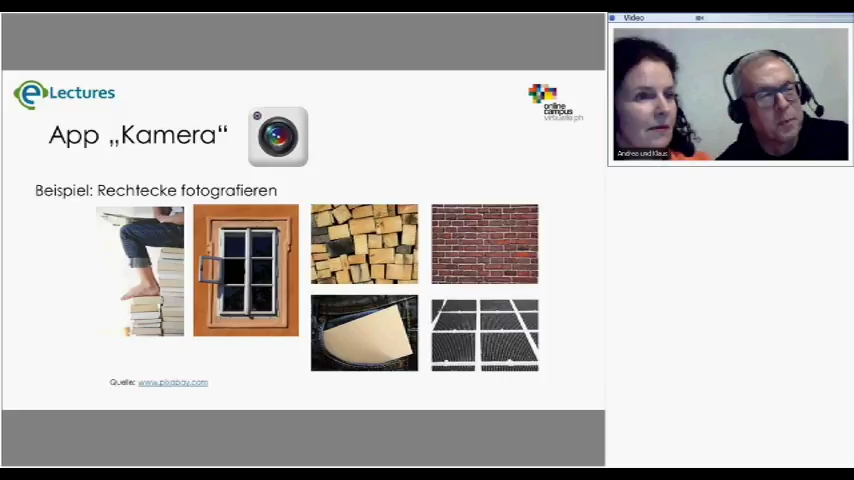 Video
eLectures
online
campus
virtuelle ph
App „Kamera“
Andrea und Klaus
Beispiel: Rechtecke fotografieren
Quelle: www.pixabay.com